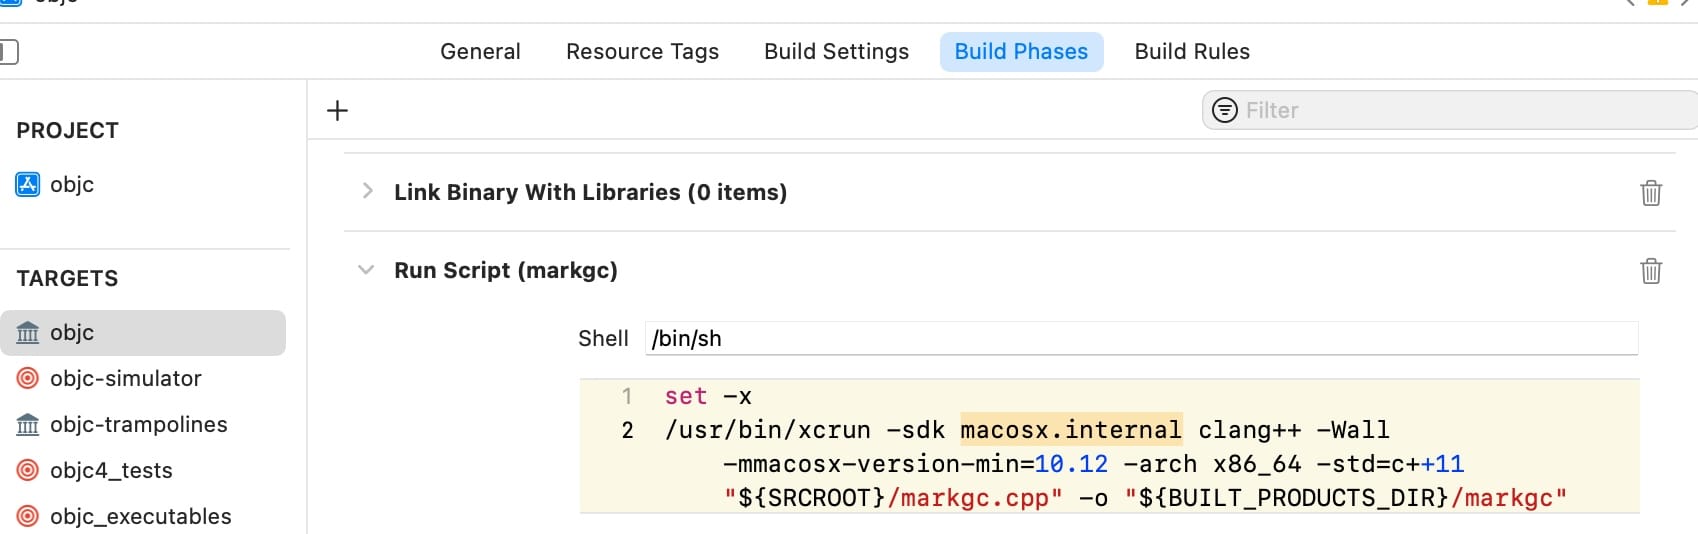 General Resource Tags Build Settings Build Phases Build Rules
Filter
PROJECT
objc
TARGETS
objc
objc-simulator
objc-trampolines
objc4_tests
objc_executables
Link Binary With Libraries (0 items)
Run Script (markgc)
Shell /bin/sh
1 set -x
2 /usr/bin/xcrun -sdk macosx.internal clang++ -Wall
-mmacosx-version-min=10.12 -arch x86_64 -std=c++11
"${SRCROOT}/markgc.cpp" -o "${BUILT_PRODUCTS_DIR}/markgc"